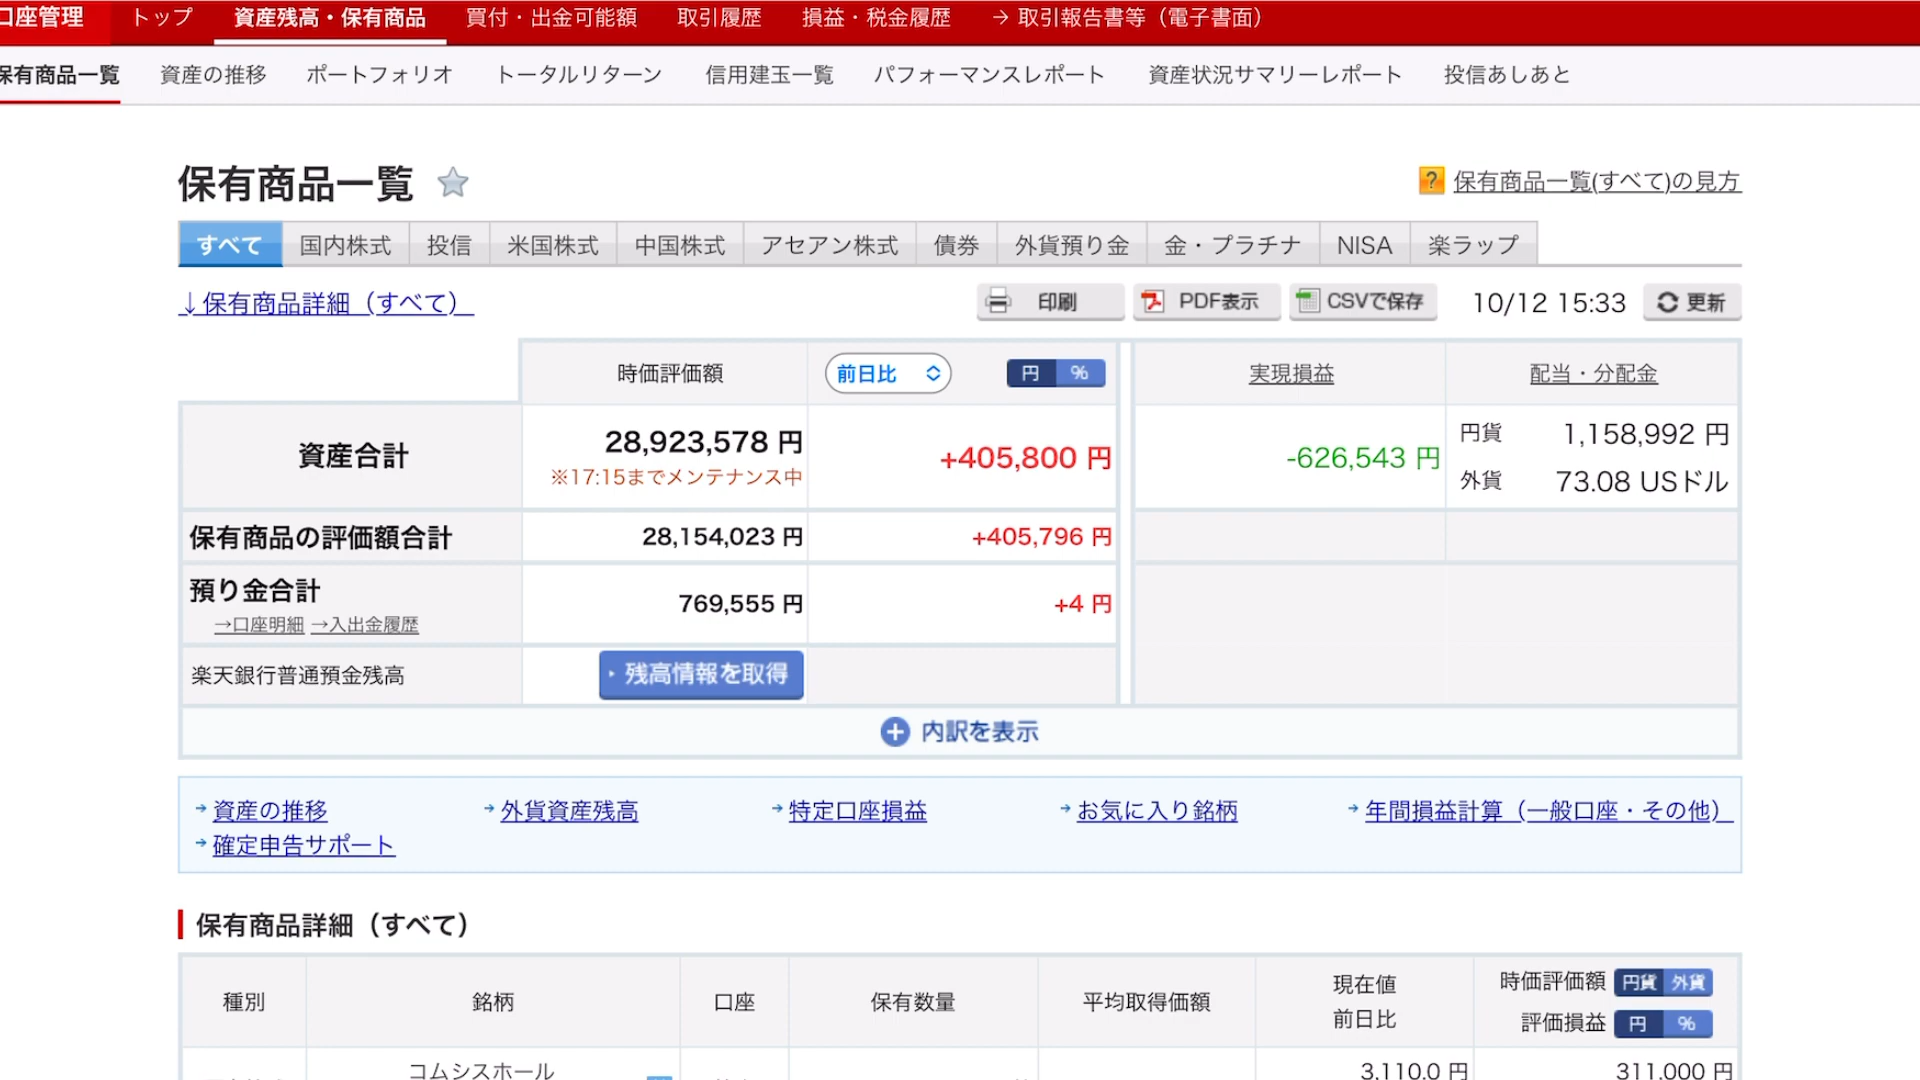 口座管理 トップ 資産残高・保有商品 買付・出金可能額 取引履歴 損益・税金履歴 → 取引報告書等（電子書面）
保有商品一覧 資産の推移 ポートフォリオ トータルリターン 信用建玉一覧 パフォーマンスレポート 資産状況サマリーレポート 投信あしあと
保有商品一覧
? 保有商品一覧(すべて)の見方
すべて 国内株式 投信 米国株式 中国株式 アセアン株式 債券 外貨預り金 金・プラチナ NISA 楽ラップ
↓保有商品詳細（すべて）
印刷 PDF表示 CSVで保存 10/12 15:33 更新
時価評価額 前日比 円 % 実現損益 配当・分配金
資産合計 28,923,578 円 +405,800 円 -626,543 円 円貨 1,158,992 円
※17:15までメンテナンス中 外貨 73.08 USドル
保有商品の評価額合計 28,154,023 円 +405,796 円
預り金合計 769,555 円 +4 円
→口座明細 →入出金履歴
楽天銀行普通預金残高 残高情報を取得
内訳を表示
→ 資産の推移 → 外貨資産残高 → 特定口座損益 → お気に入り銘柄 → 年間損益計算（一般口座・その他）
→ 確定申告サポート
保有商品詳細（すべて）
種別 銘柄 口座 保有数量 平均取得価額 現在値 前日比 時価評価額 円貨 外貨
評価損益 円 %
コムシスホール 3,110.0 円 311,000 円